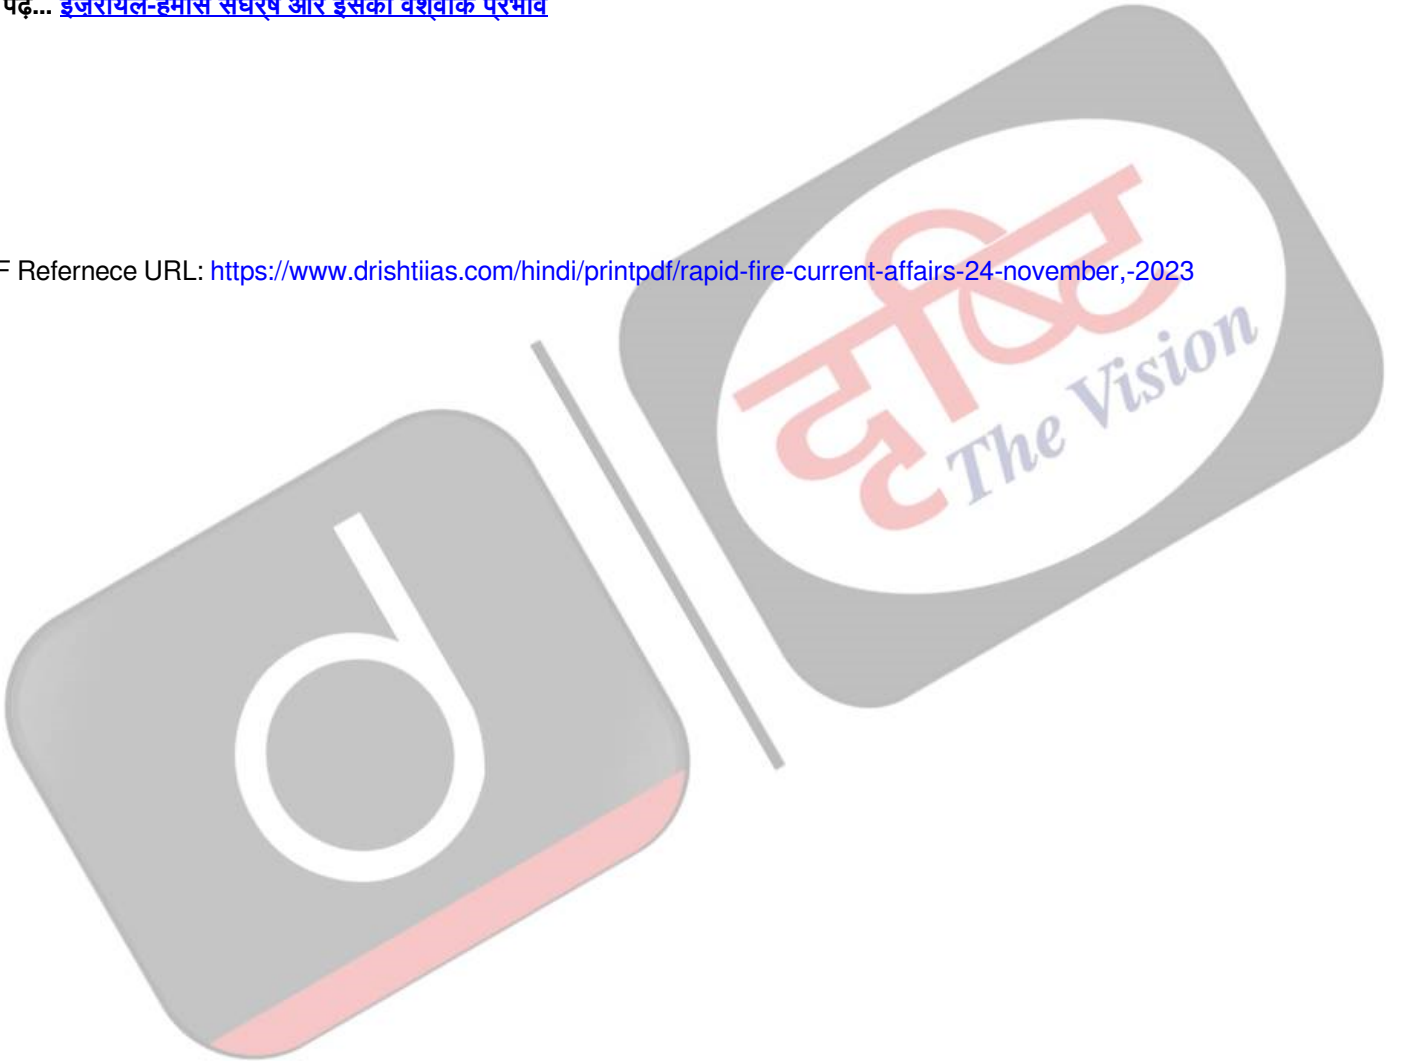 पढ़ें... इज़रायल-हमास संघर्ष और इसका वैश्विक प्रभाव
F Refernece URL: https://www.drishtiias.com/hindi/printpdf/rapid-fire-current-affairs-24-november,-2023
दृष्टि
The Vision
d